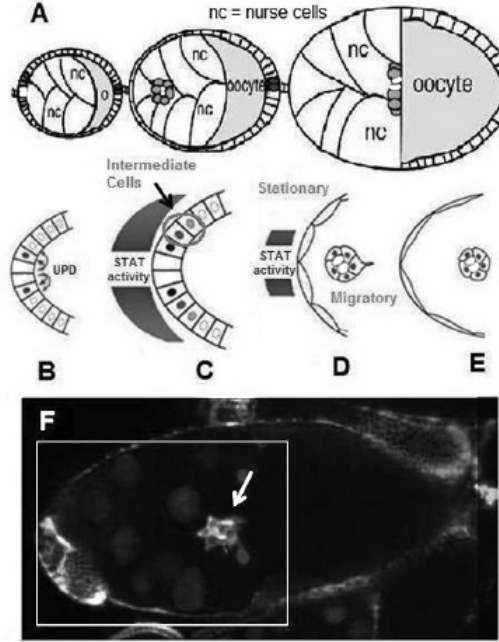 A
nc = nurse cells
nc
nc
o
nc
nc
oocyte
nc
nc
oocyte
Intermediate
Cells
Stationary
UPD
STAT
activity
STAT
activity
Migratory
B
C
D
E
F